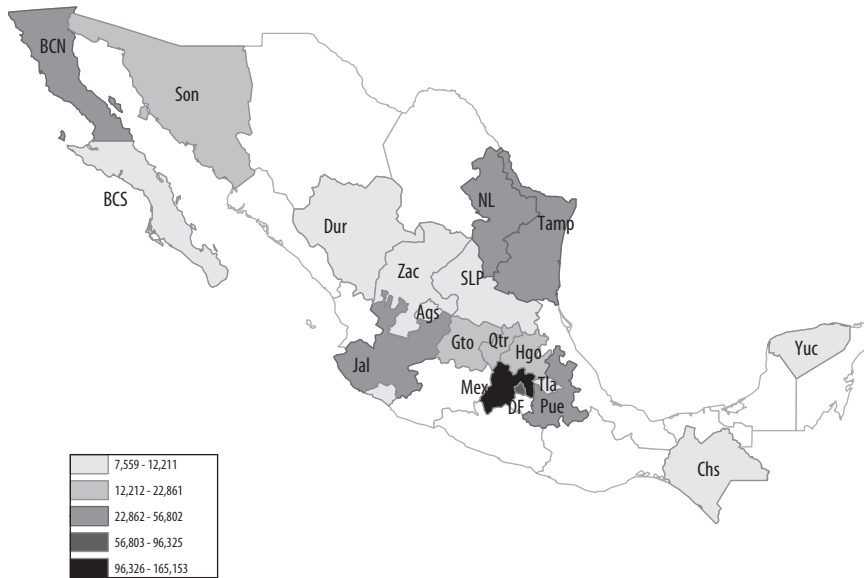 BCN
Son
BCS
NL
Dur
Tamp
Zac
SLP
Ags
Gto
Qtr
Hgo
Yuc
Jal
Mex
Tla
DF
Pue
Chs
7,559 - 12,211
12,212 - 22,861
22,862 - 56,802
56,803 - 96,325
96,326 - 165,153